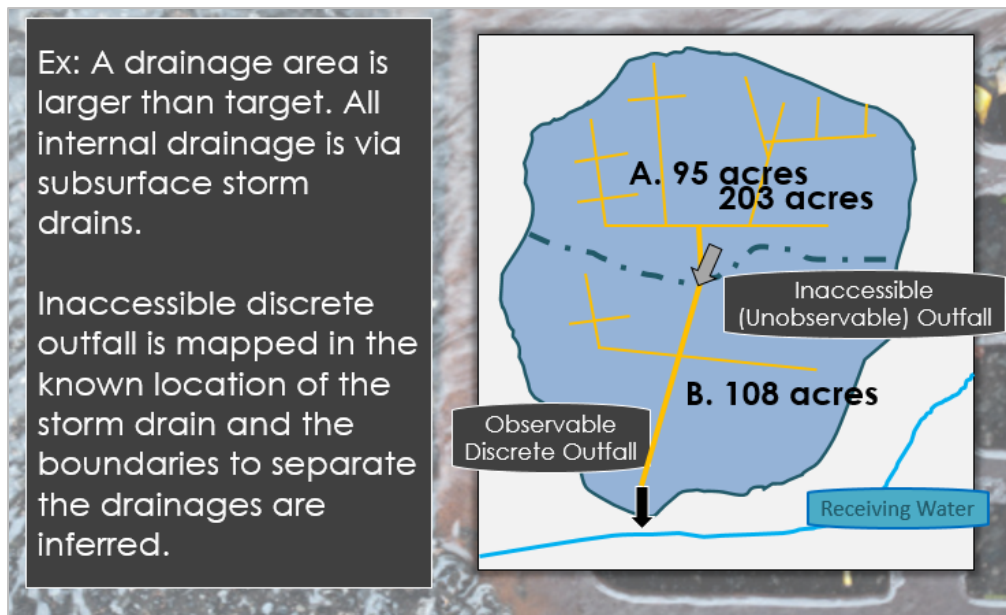 Ex: A drainage area is
larger than target. All
internal drainage is via
subsurface storm
drains.
Inaccessible discrete
outfall is mapped in the
known location of the
storm drain and the
boundaries to separate
the drainages are
inferred.
A. 95 acres
203 acres
Inaccessible
(Unobservable) Outfall
B. 108 acres
Observable
Discrete Outfall
Receiving Water